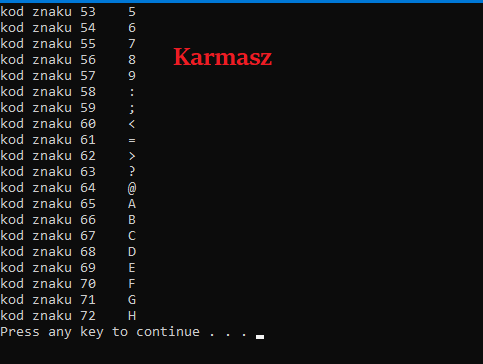 kod znaku 53    5
kod znaku 54    6
kod znaku 55    7
kod znaku 56    8
Karmasz
kod znaku 57    9
kod znaku 58    :
kod znaku 59    ;
kod znaku 60    <
kod znaku 61    =
kod znaku 62    >
kod znaku 63    ?
kod znaku 64    @
kod znaku 65    A
kod znaku 66    B
kod znaku 67    C
kod znaku 68    D
kod znaku 69    E
kod znaku 70    F
kod znaku 71    G
kod znaku 72    H
Press any key to continue . . .